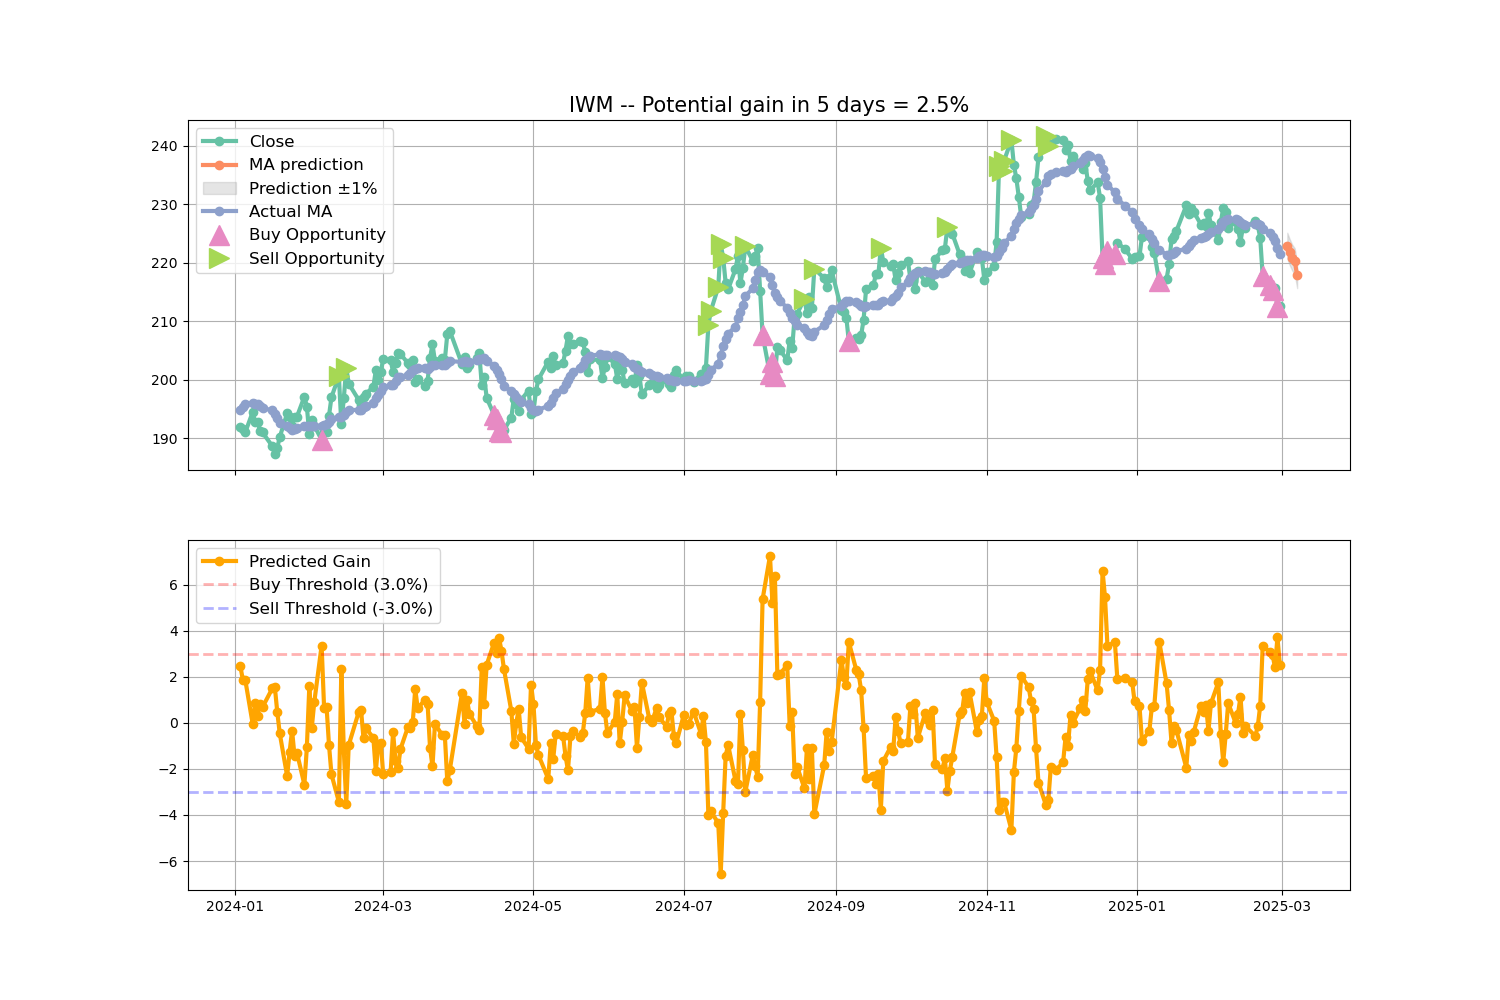 IWM -- Potential gain in 5 days = 2.5%
Close
MA prediction
Prediction ±1%
Actual MA
Buy Opportunity
Sell Opportunity
240
230
220
210
200
190
Predicted Gain
Buy Threshold (3.0%)
Sell Threshold (-3.0%)
6
4
2
0
−2
−4
−6
2024-01 2024-03 2024-05 2024-07 2024-09 2024-11 2025-01 2025-03